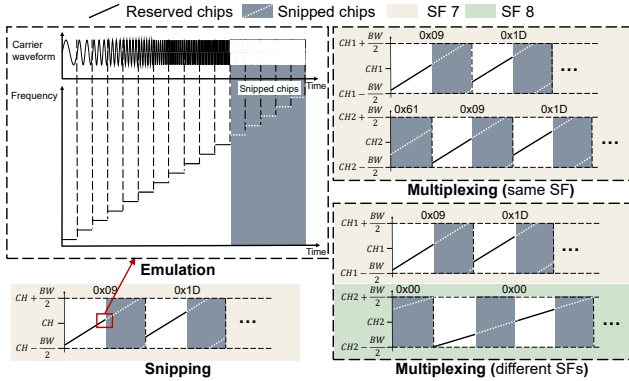 Reserved chips Snipped chips SF 7 SF 8
Carrier
waveform
Time
Frequency
Snipped chips
Time
Emulation
0x09 0x1D
CH + BW/2
CH
CH − BW/2
...
Snipping
0x09 0x1D
CH1 + BW/2
CH1
CH1 − BW/2
...
0x61 0x09 0x1D
CH2 + BW/2
CH2
CH2 − BW/2
...
Multiplexing (same SF)
0x09 0x1D
CH1 + BW/2
CH1
CH1 − BW/2
...
0x00 0x00
CH2 + BW/2
CH2
CH2 − BW/2
...
Multiplexing (different SFs)